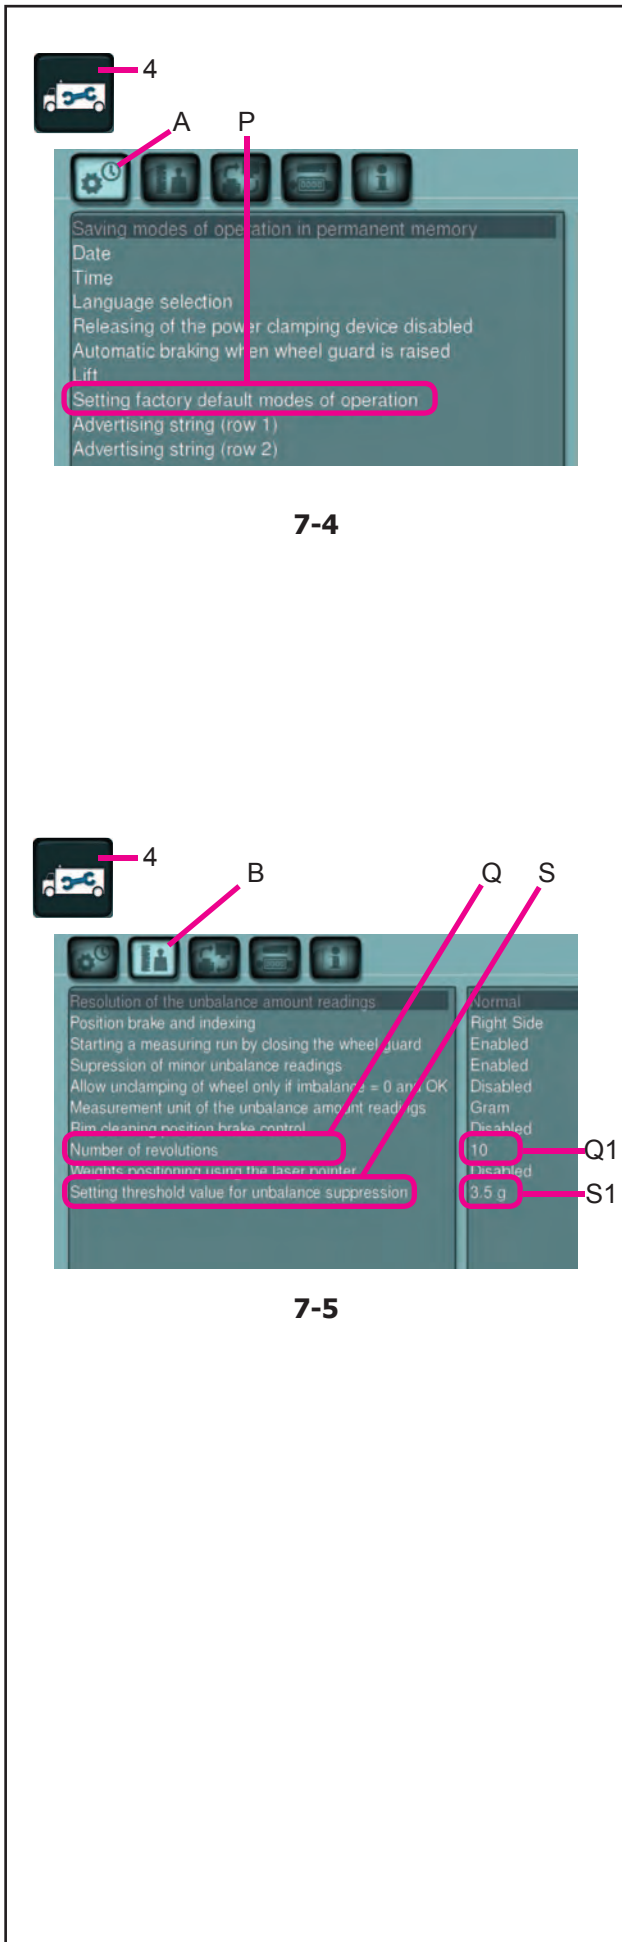 4
A P
Saving modes of operation in permanent memory
Date
Time
Language selection
Releasing of the power clamping device disabled
Automatic braking when wheel guard is raised
Lift
Setting factory default modes of operation
Advertising string (row 1)
Advertising string (row 2)
7-4
4
B Q S
Resolution of the unbalance amount readings Normal
Position brake and indexing Right Side
Starting a measuring run by closing the wheel guard Enabled
Supression of minor unbalance readings Enabled
Allow unclamping of wheel only if imbalance = 0 and OK Disabled
Measurement unit of the unbalance amount readings Gram
Rim cleaning position brake control Disabled
Number of revolutions 10 Q1
Weights positioning using the laser pointer Disabled
Setting threshold value for unbalance suppression 3.5 g S1
7-5